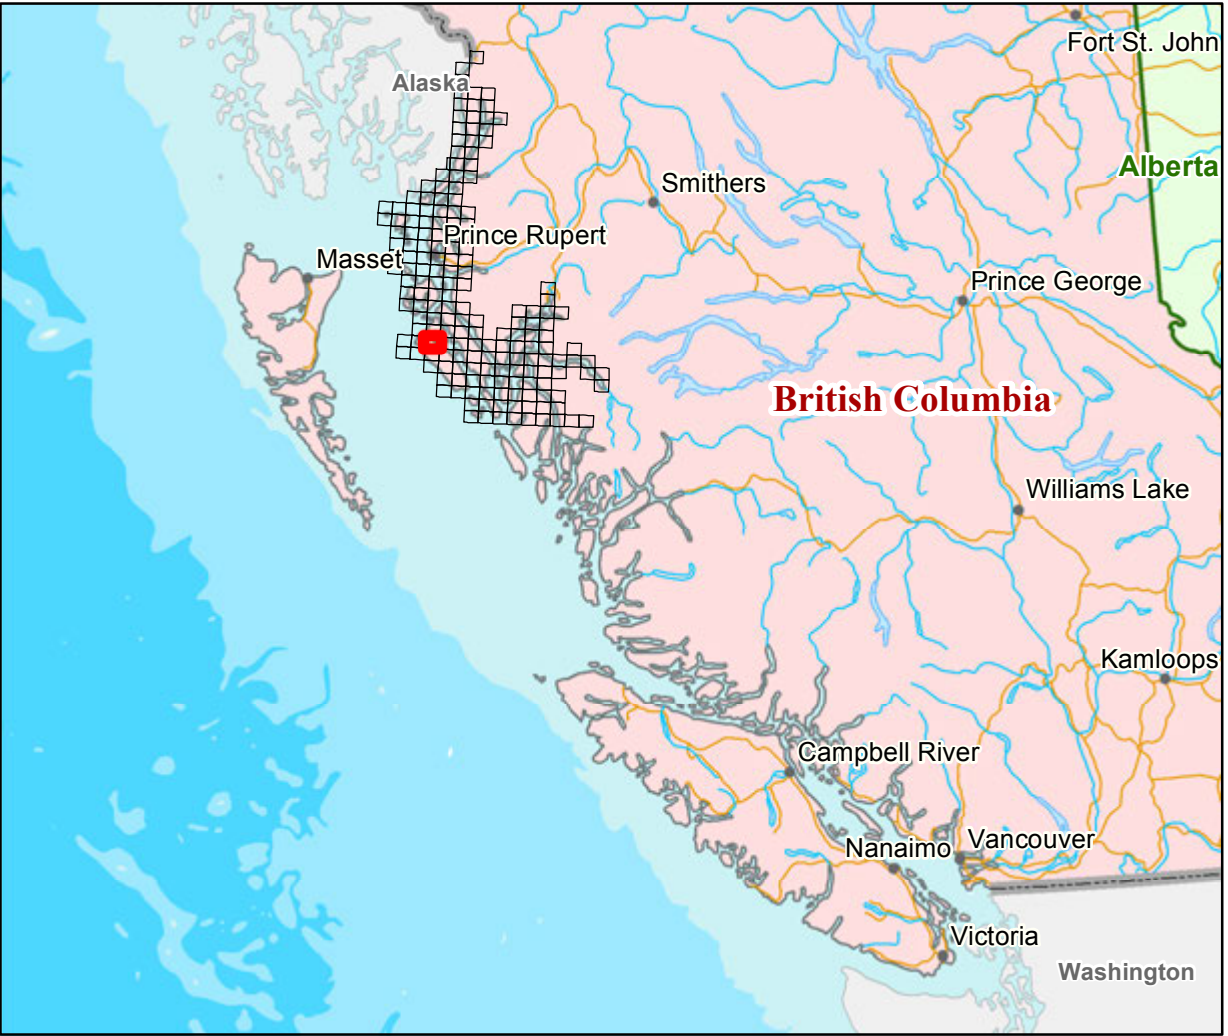 Fort St. John
Alaska
Alberta
Smithers
Prince Rupert
Masset
Prince George
British Columbia
Williams Lake
Kamloops
Campbell River
Vancouver
Nanaimo
Victoria
Washington